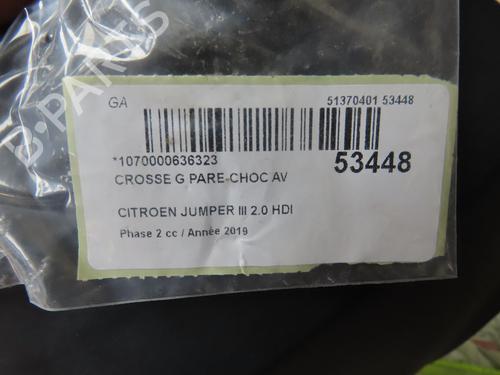 B-PARTS
GA
51370401 53448
*1070000636323
53448
CROSSE G PARE-CHOC AV
CITROEN JUMPER III 2.0 HDI
Phase 2 cc / Année 2019